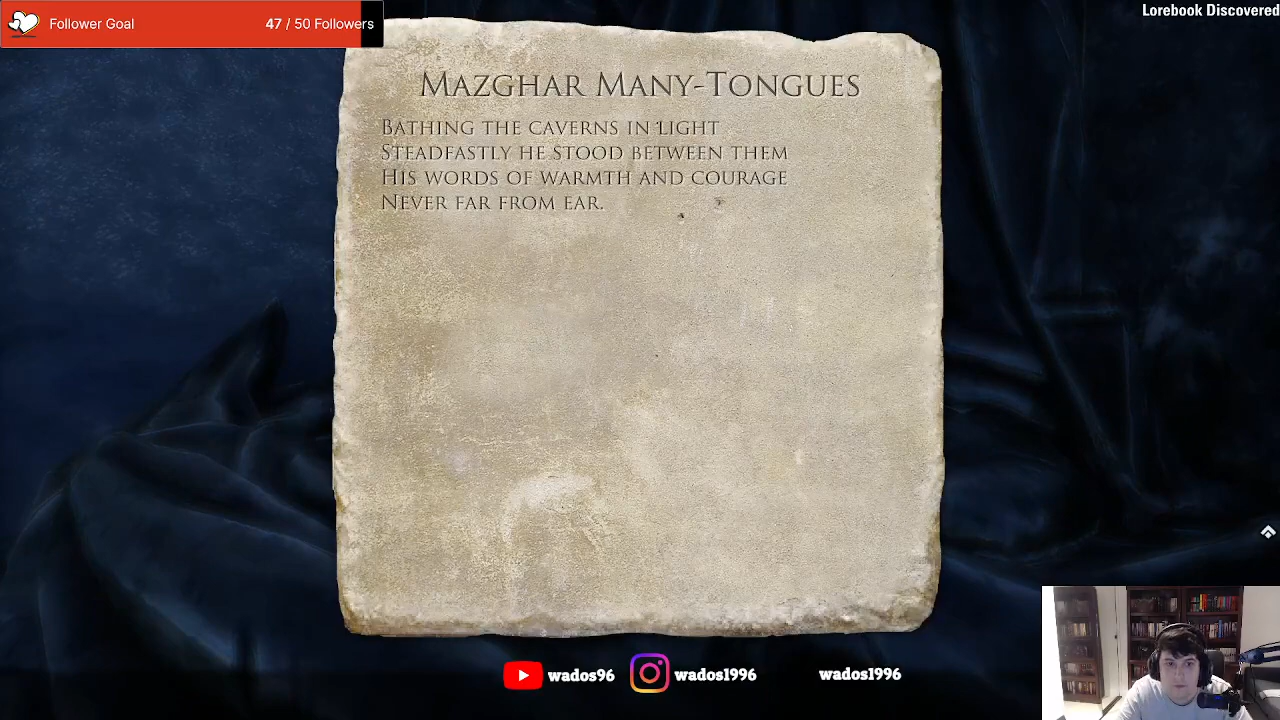 Follower Goal
47 / 50 Followers
Lorebook Discovered
Mazghar Many-Tongues
Bathing the caverns in light
Steadfastly he stood between them
His words of warmth and courage
Never far from ear.
wados96
wados1996
wados1996